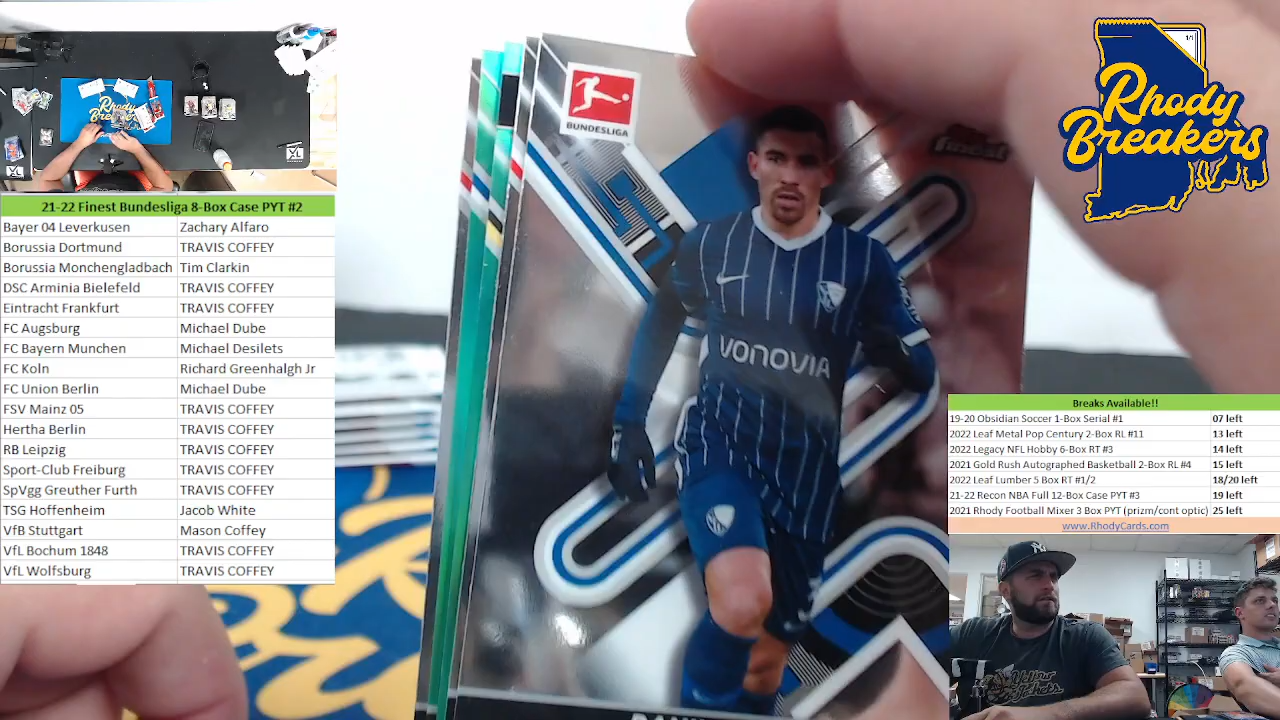 21-22 Finest Bundesliga 8-Box Case PYT #2
Bayer 04 Leverkusen Zachary Alfaro
Borussia Dortmund TRAVIS COFFEY
Borussia Monchengladbach Tim Clarkin
DSC Arminia Bielefeld TRAVIS COFFEY
Eintracht Frankfurt TRAVIS COFFEY
FC Augsburg Michael Dube
FC Bayern Munchen Michael Desilets
FC Koln Richard Greenhalgh Jr
FC Union Berlin Michael Dube
FSV Mainz 05 TRAVIS COFFEY
Hertha Berlin TRAVIS COFFEY
RB Leipzig TRAVIS COFFEY
Sport-Club Freiburg TRAVIS COFFEY
SpVgg Greuther Furth TRAVIS COFFEY
TSG Hoffenheim Jacob White
VfB Stuttgart Mason Coffey
VfL Bochum 1848 TRAVIS COFFEY
VfL Wolfsburg TRAVIS COFFEY
BUNDESLIGA
Finest
VONOVIA
Rhody
Breakers
1/1
Rhody
Breakers
Breaks Available!!
19-20 Obsidian Soccer 1-Box Serial #1 07 left
2022 Leaf Metal Pop Century 2-Box RL #11 13 left
2022 Legacy NFL Hobby 6-Box RT #3 14 left
2021 Gold Rush Autographed Basketball 2-Box RL #4 15 left
2022 Leaf Lumber 5 Box RT #1/2 18/20 left
21-22 Recon NBA Full 12-Box Case PYT #3 19 left
2021 Rhody Football Mixer 3 Box PYT (prizm/cont optic) 25 left
www.RhodyCards.com